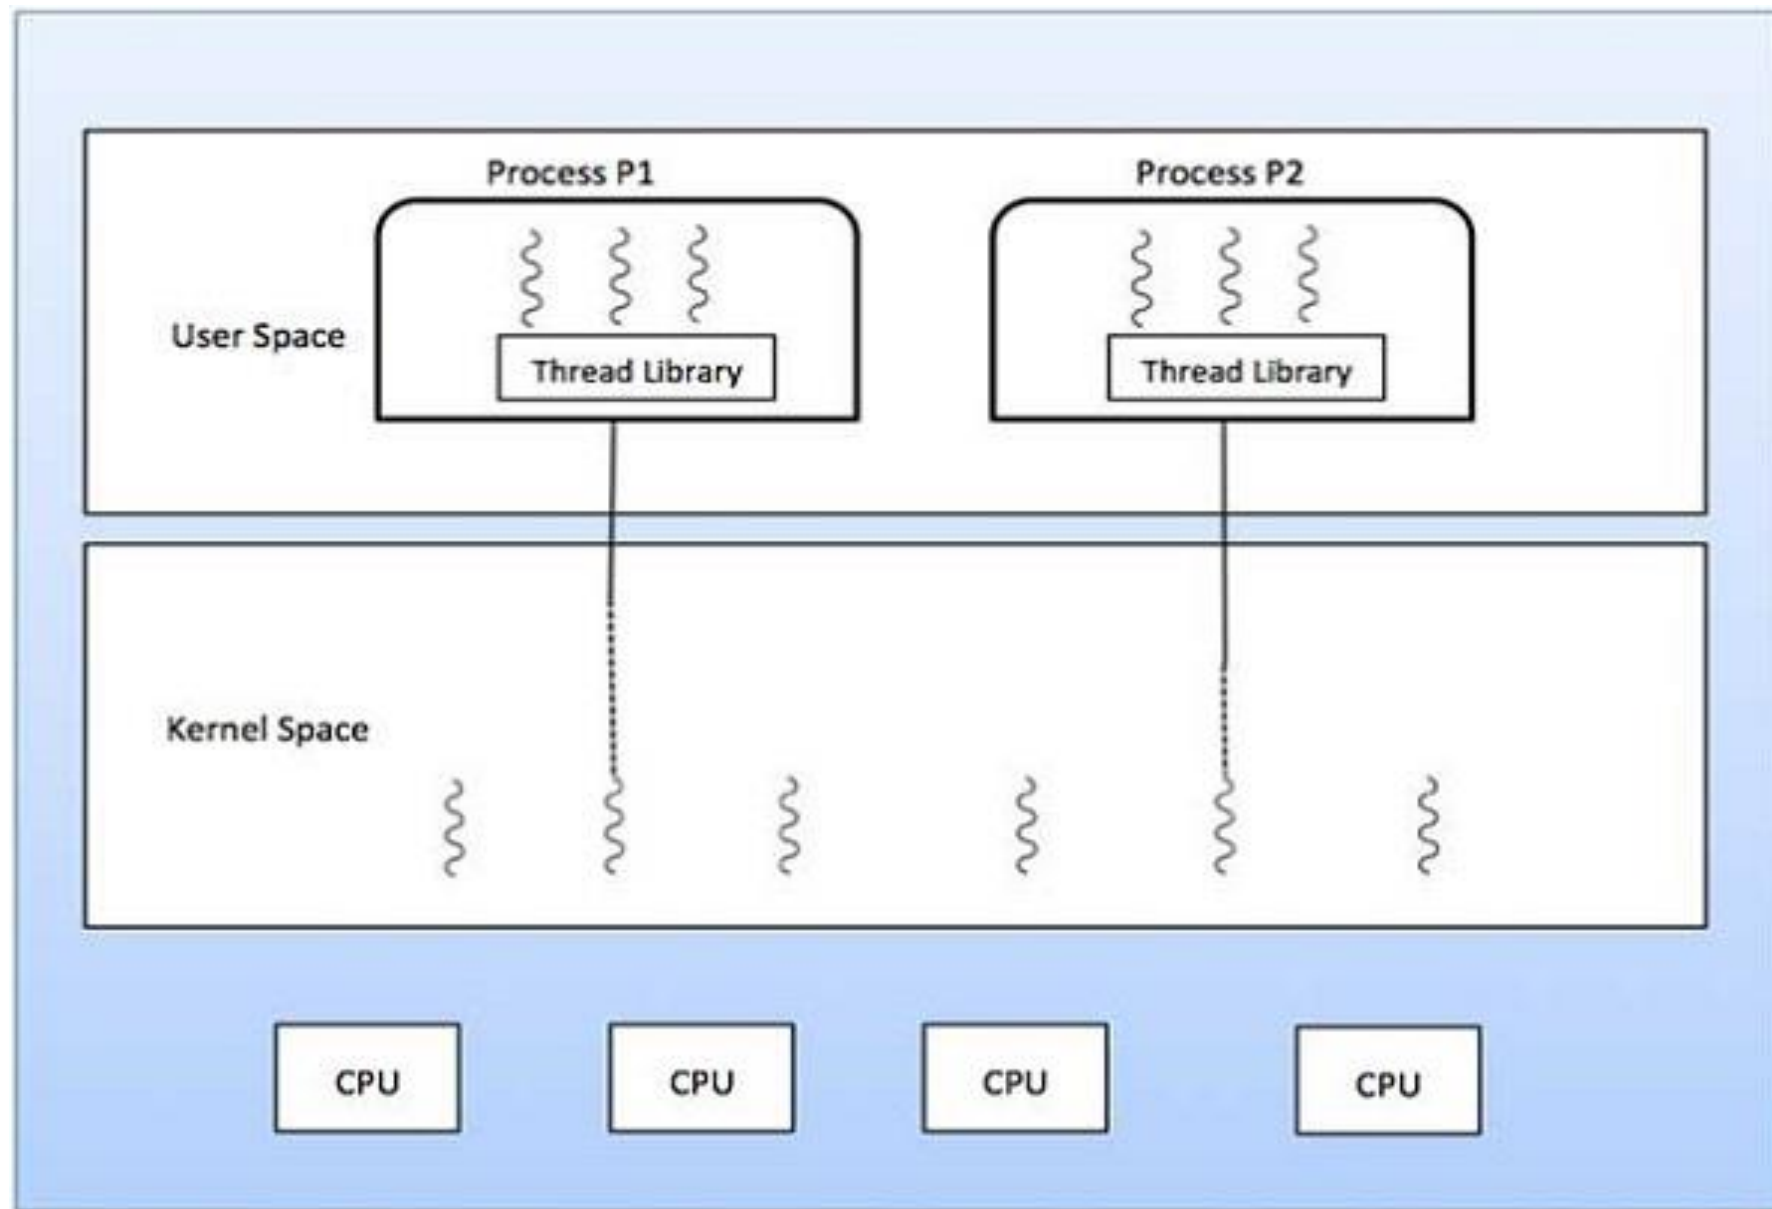 Process P1
Process P2
User Space
Thread Library
Thread Library
Kernel Space
CPU
CPU
CPU
CPU